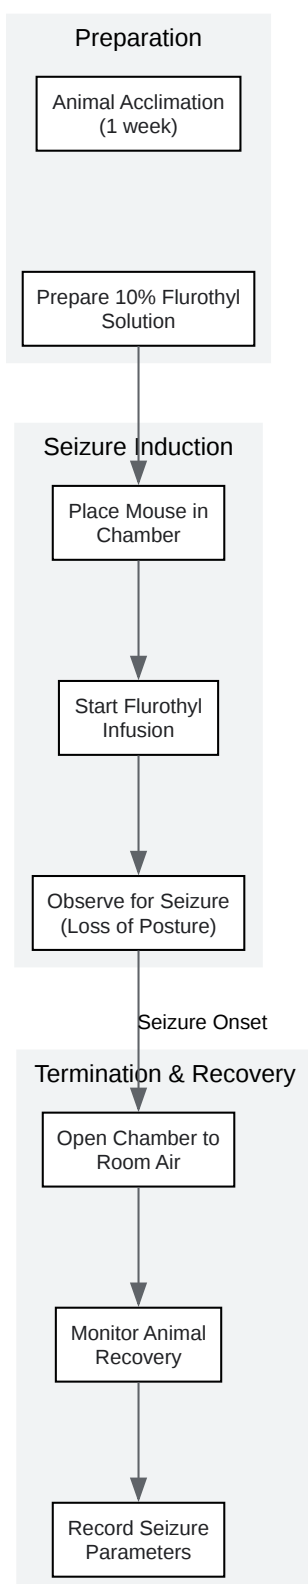 Preparation
Animal Acclimation
(1 week)
Prepare 10% Flurothyl
Solution
Seizure Induction
Place Mouse in
Chamber
Start Flurothyl
Infusion
Observe for Seizure
(Loss of Posture)
Seizure Onset
Termination & Recovery
Open Chamber to
Room Air
Monitor Animal
Recovery
Record Seizure
Parameters